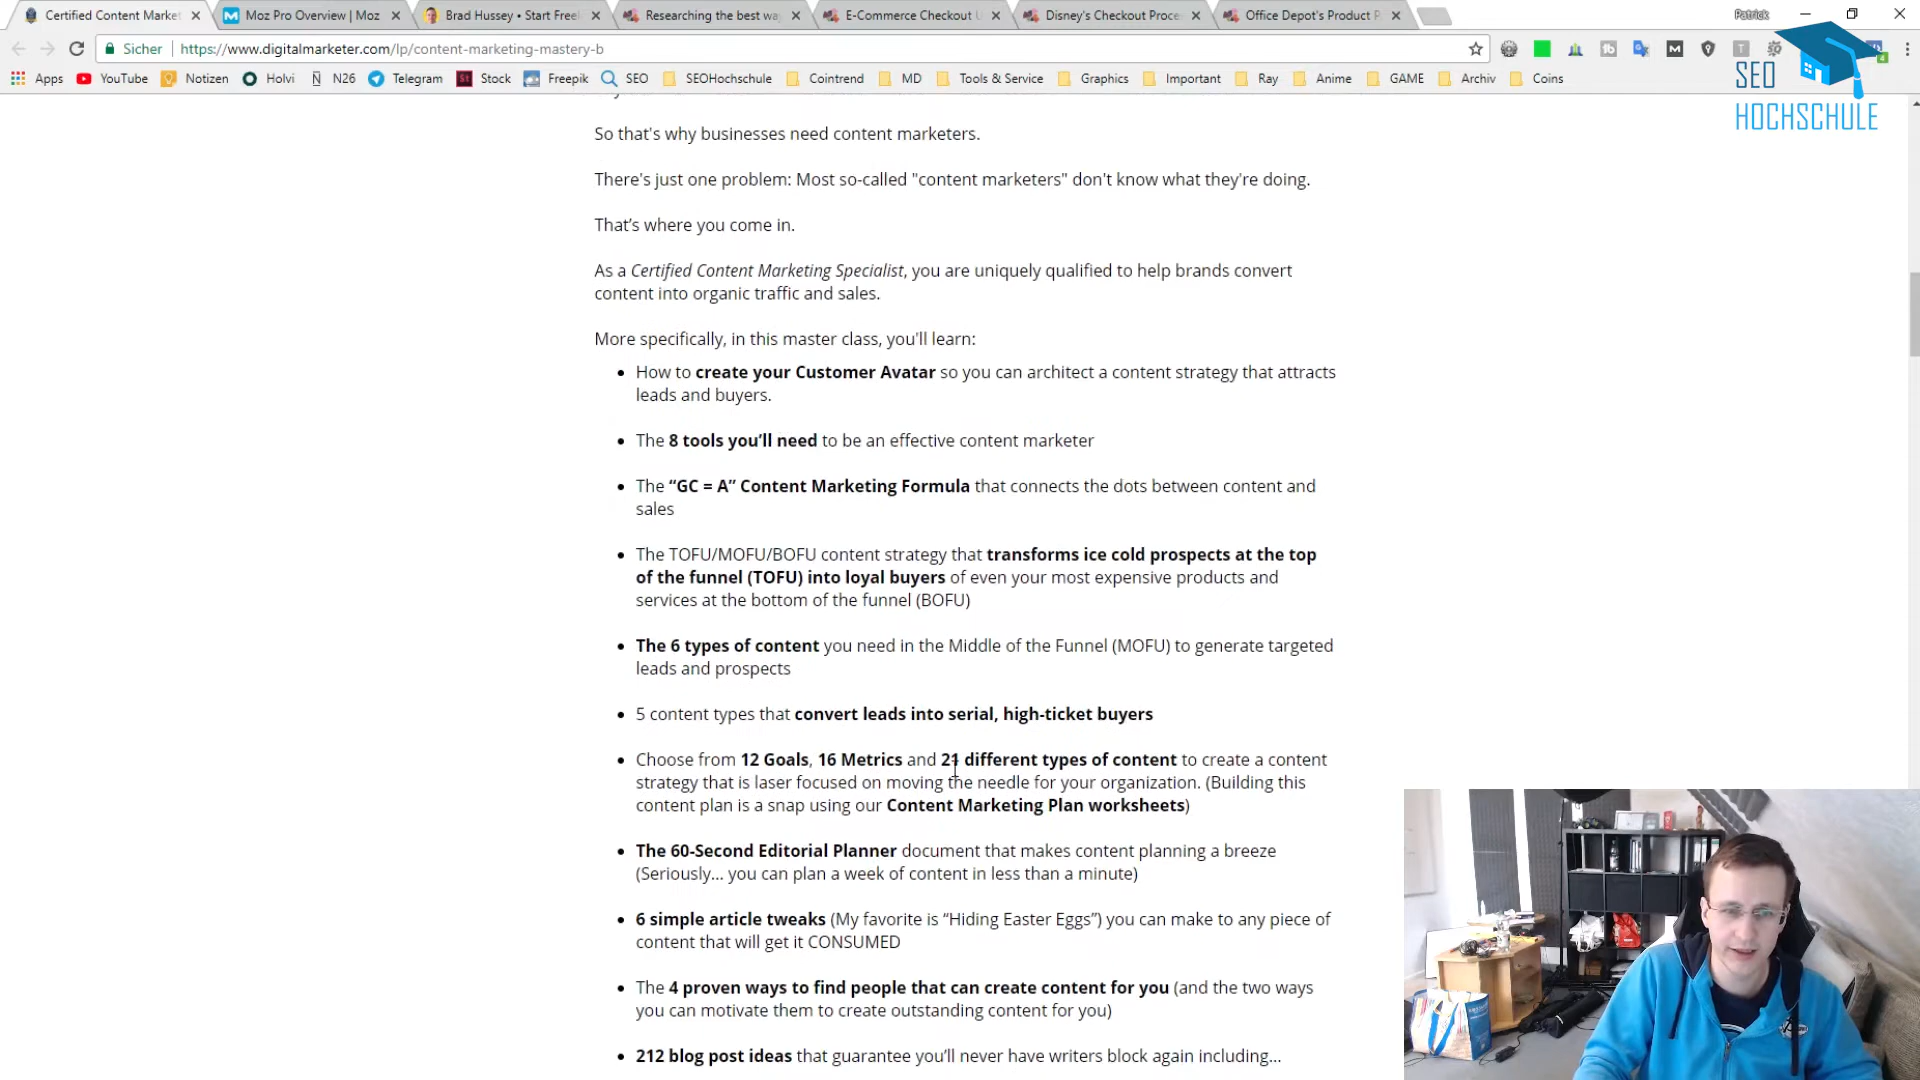 Certified Content Marke
Moz Pro Overview | Moz
Brad Hussey • Start Free
Researching the best wa
E-Commerce Checkout U
Disney's Checkout Proce
Office Depot's Product P
Patrick
Sicher
https://www.digitalmarketer.com/lp/content-marketing-mastery-b
Apps
YouTube
Notizen
Holvi
N26
Telegram
Stock
Freepik
SEO
SEOHochschule
Cointrend
MD
Tools & Service
Graphics
Important
Ray
Anime
GAME
Archiv
Coins
SEO
HOCHSCHULE
So that's why businesses need content marketers.
There's just one problem: Most so-called "content marketers" don't know what they're doing.
That’s where you come in.
As a Certified Content Marketing Specialist, you are uniquely qualified to help brands convert
content into organic traffic and sales.
More specifically, in this master class, you'll learn:
• How to create your Customer Avatar so you can architect a content strategy that attracts
leads and buyers.
• The 8 tools you’ll need to be an effective content marketer
• The “GC = A” Content Marketing Formula that connects the dots between content and
sales
• The TOFU/MOFU/BOFU content strategy that transforms ice cold prospects at the top
of the funnel (TOFU) into loyal buyers of even your most expensive products and
services at the bottom of the funnel (BOFU)
• The 6 types of content you need in the Middle of the Funnel (MOFU) to generate targeted
leads and prospects
• 5 content types that convert leads into serial, high-ticket buyers
• Choose from 12 Goals, 16 Metrics and 21 different types of content to create a content
strategy that is laser focused on moving the needle for your organization. (Building this
content plan is a snap using our Content Marketing Plan worksheets)
• The 60-Second Editorial Planner document that makes content planning a breeze
(Seriously... you can plan a week of content in less than a minute)
• 6 simple article tweaks (My favorite is “Hiding Easter Eggs”) you can make to any piece of
content that will get it CONSUMED
• The 4 proven ways to find people that can create content for you (and the two ways
you can motivate them to create outstanding content for you)
• 212 blog post ideas that guarantee you’ll never have writers block again including...